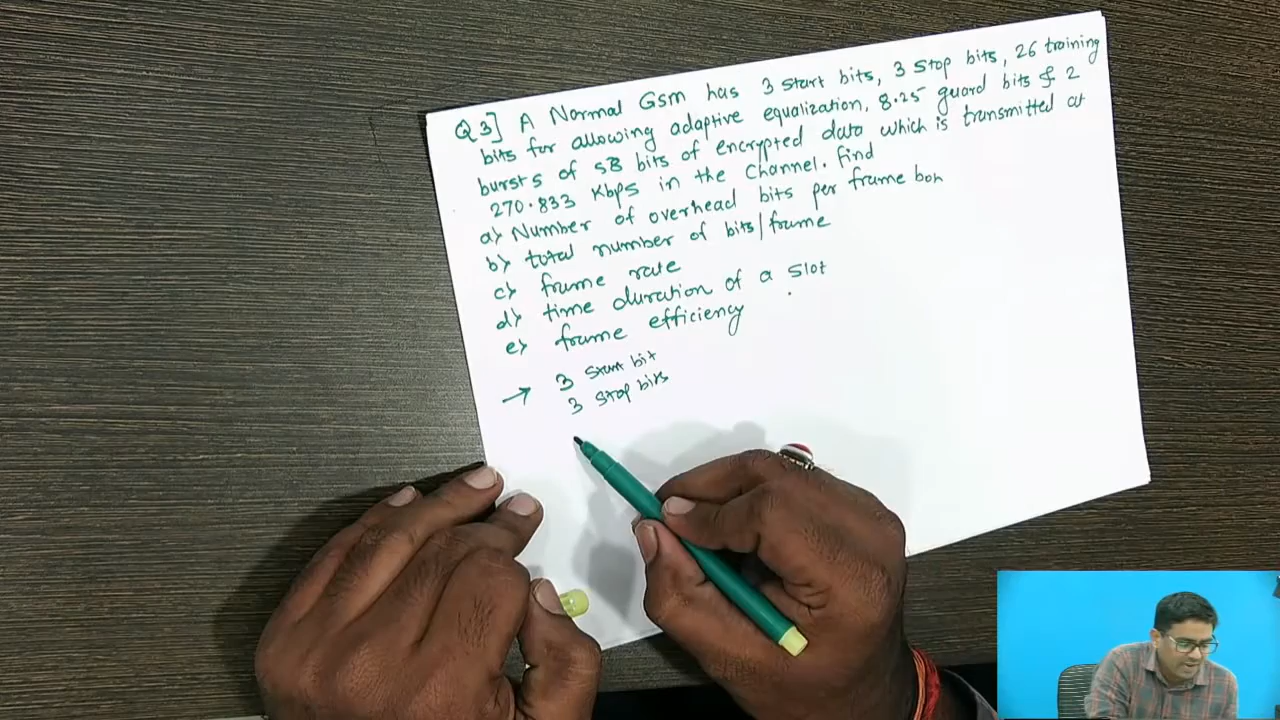 Q3] A Normal Gsm has 3 start bits, 3 stop bits, 26 training
bits for allowing adaptive equalization, 8.25 guard bits & 2
bursts of 58 bits of encrypted data which is transmitted at
270.833 Kbps in the channel. Find
a) Number of overhead bits per frame
b) total number of bits/frame
c) frame rate
d) time duration of a slot
e) frame efficiency
→ 3 start bit
3 stop bits